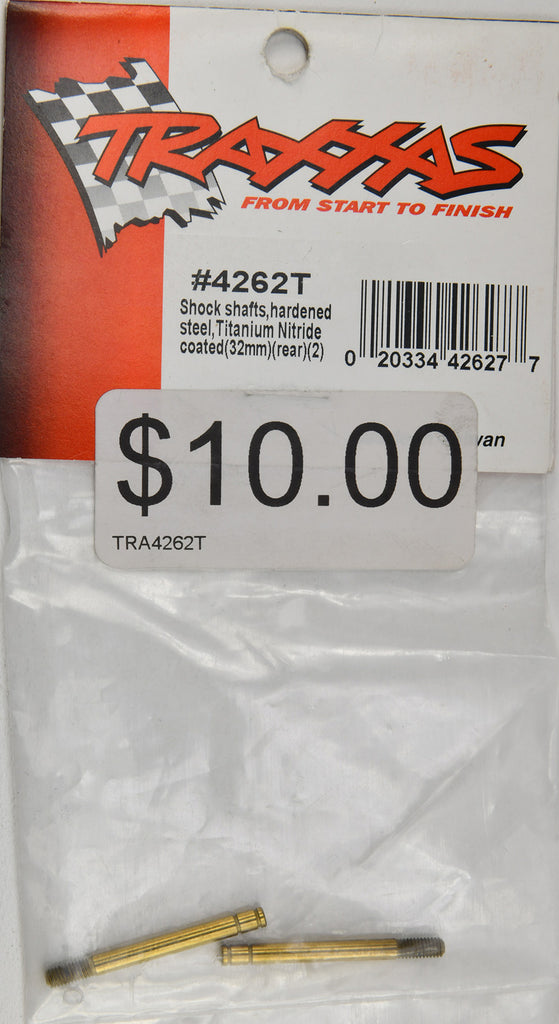 TRAXXAS
FROM START TO FINISH
#4262T
Shock shafts,hardened
steel,Titanium Nitride
coated(32mm)(rear)(2)
0 20334 42627 7
$10.00
TRA4262T